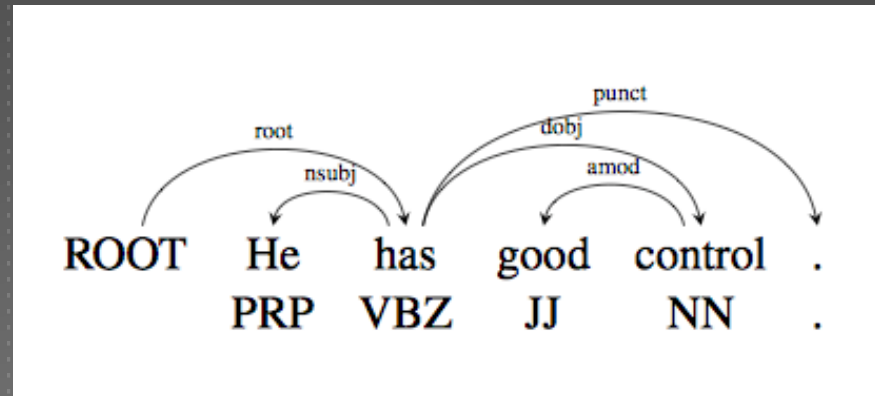 punct
root dobj
nsubj amod
ROOT He has good control .
PRP VBZ JJ NN .